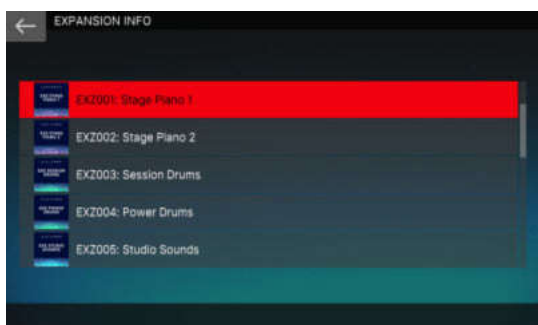 EXPANSION INFO
EXZ001: Stage Piano 1
EXZ002: Stage Piano 2
EXZ003: Session Drums
EXZ004: Power Drums
EXZ005: Studio Sounds